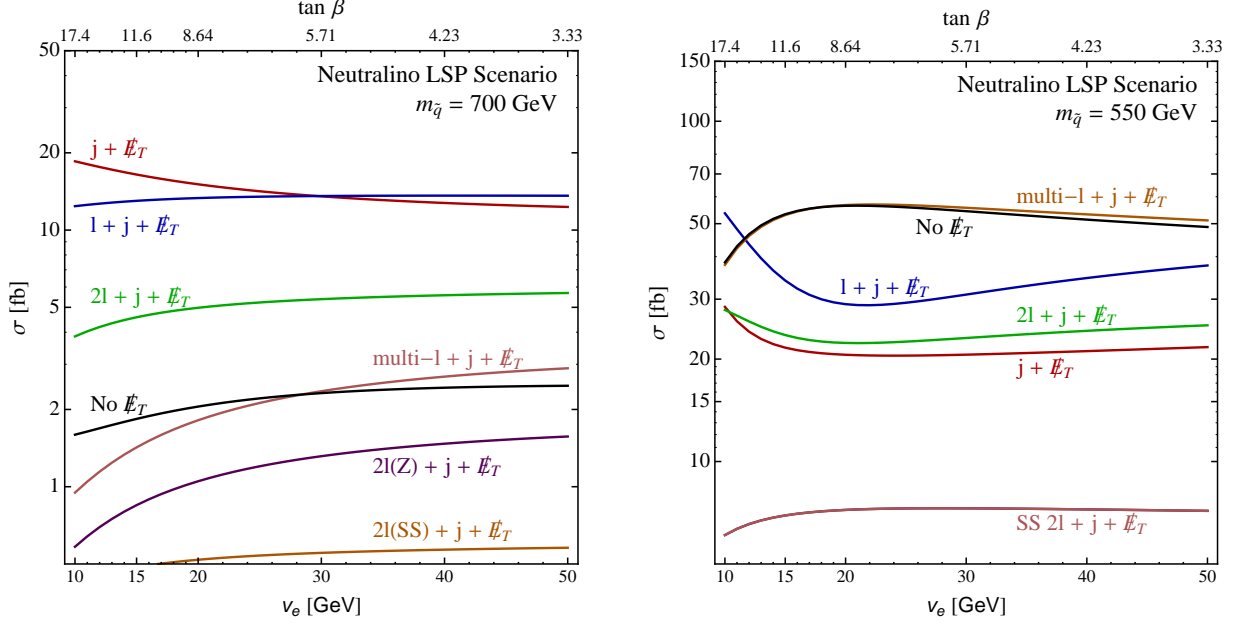 tan β
17.4 11.6 8.64 5.71 4.23 3.33
50
20
10
5
2
1
σ [fb]
Neutralino LSP Scenario
m_q̃ = 700 GeV
j + E̸_T
l + j + E̸_T
2l + j + E̸_T
multi−l + j + E̸_T
No E̸_T
2l(Z) + j + E̸_T
2l(SS) + j + E̸_T
10 15 20 30 40 50
v_e [GeV]
tan β
17.4 11.6 8.64 5.71 4.23 3.33
150
100
70
50
30
20
15
10
σ [fb]
Neutralino LSP Scenario
m_q̃ = 550 GeV
multi−l + j + E̸_T
No E̸_T
l + j + E̸_T
2l + j + E̸_T
j + E̸_T
SS 2l + j + E̸_T
10 15 20 30 40 50
v_e [GeV]